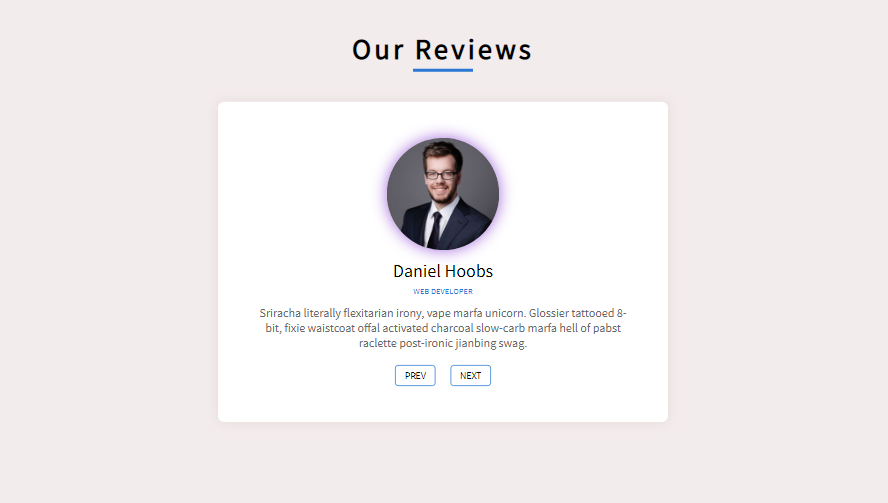 Our Reviews
Daniel Hoobs
WEB DEVELOPER
Sriracha literally flexitarian irony, vape marfa unicorn. Glossier tattooed 8-
bit, fixie waistcoat offal activated charcoal slow-carb marfa hell of pabst
raclette post-ironic jianbing swag.
PREV NEXT